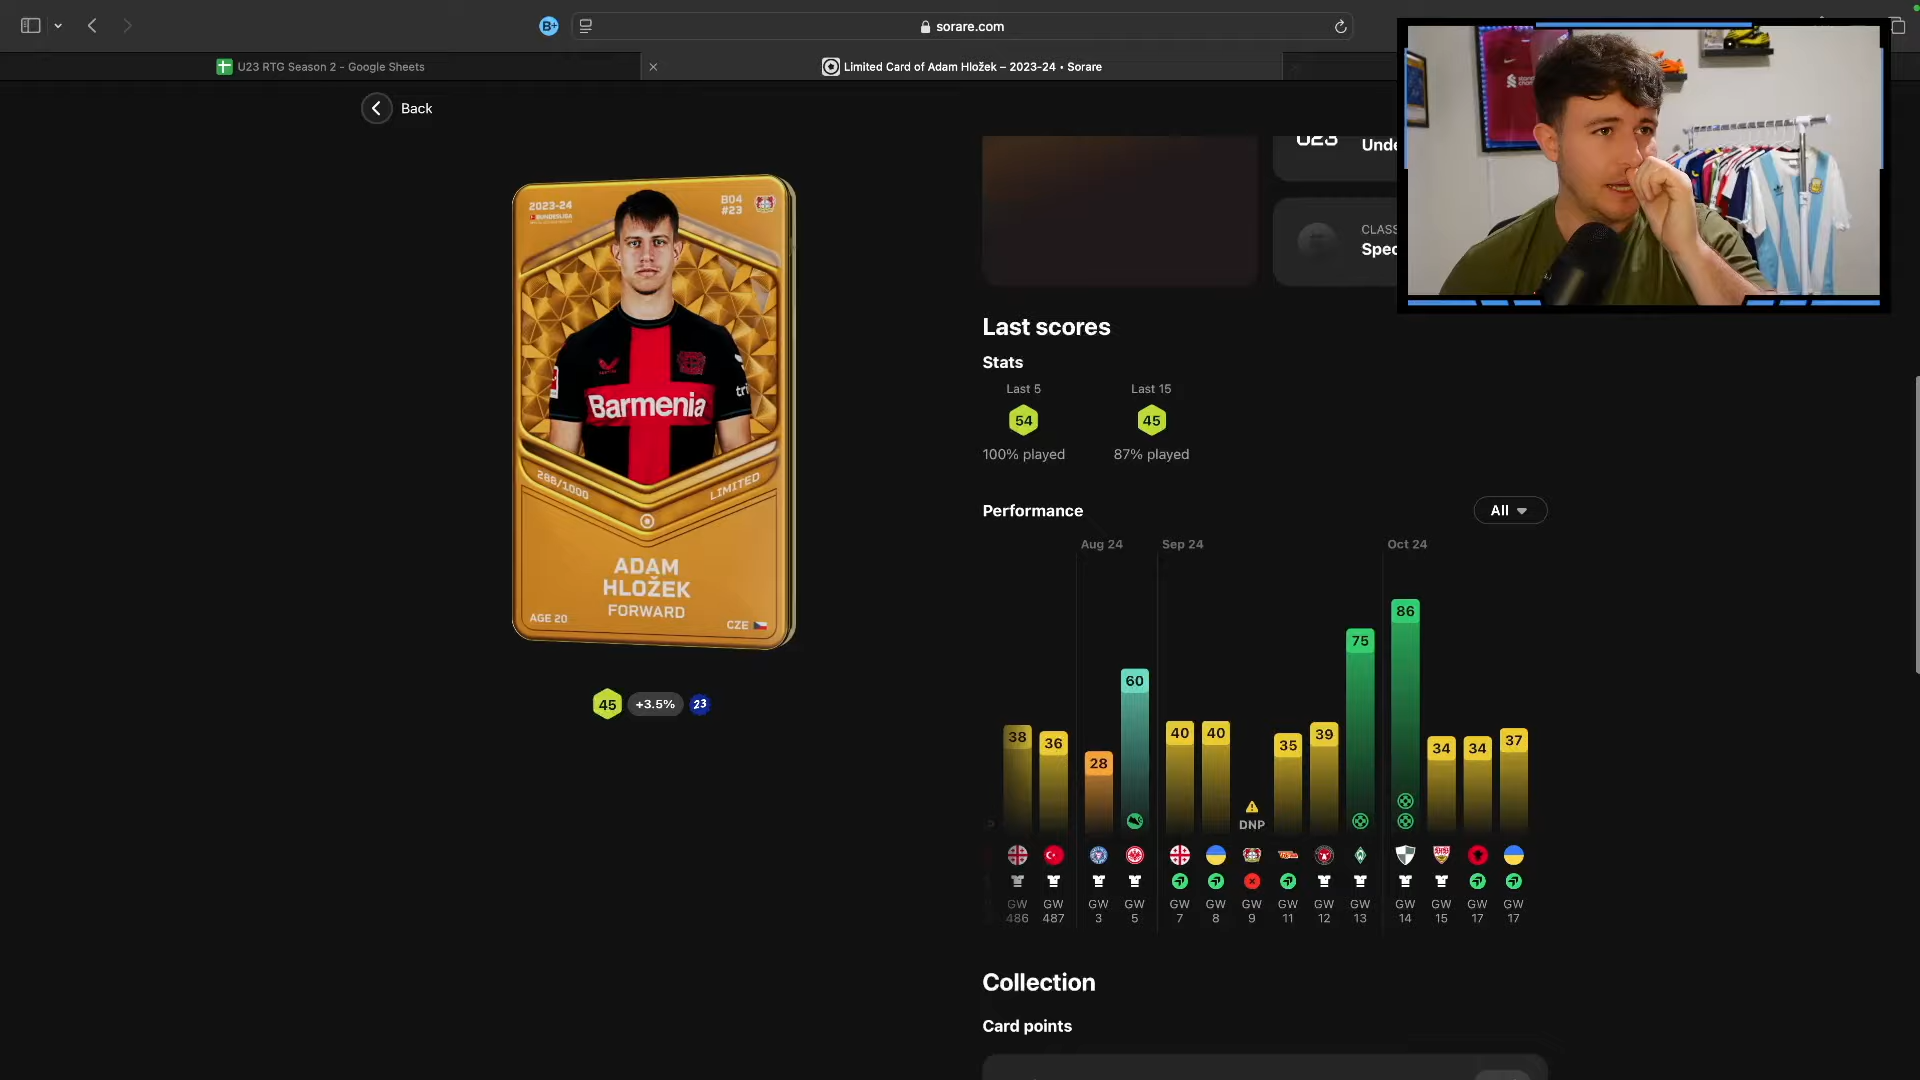 sorare.com
U23 RTG Season 2 - Google Sheets
Limited Card of Adam Hložek – 2023-24 • Sorare
Back
2023-24
BUNDESLIGA
B04
#23
Barmenia
286/1000
LIMITED
ADAM
HLOŽEK
FORWARD
AGE 20
CZE
45
+3.5%
23
U23
Unde
CLASS
Spec
Last scores
Stats
Last 5
Last 15
54
45
100% played
87% played
Performance
All
Aug 24
Sep 24
Oct 24
38
36
28
60
40
40
DNP
35
39
75
86
34
34
37
GW GW GW GW GW GW GW GW GW GW GW GW GW GW
486 487 3 5 7 8 9 11 12 13 14 15 17 17
Collection
Card points